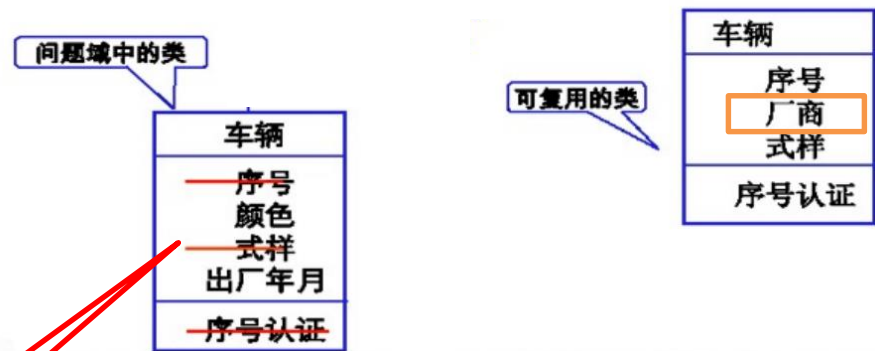 问题域中的类
车辆
序号
颜色
式样
出厂年月
序号认证
可复用的类
车辆
序号
厂商
式样
序号认证